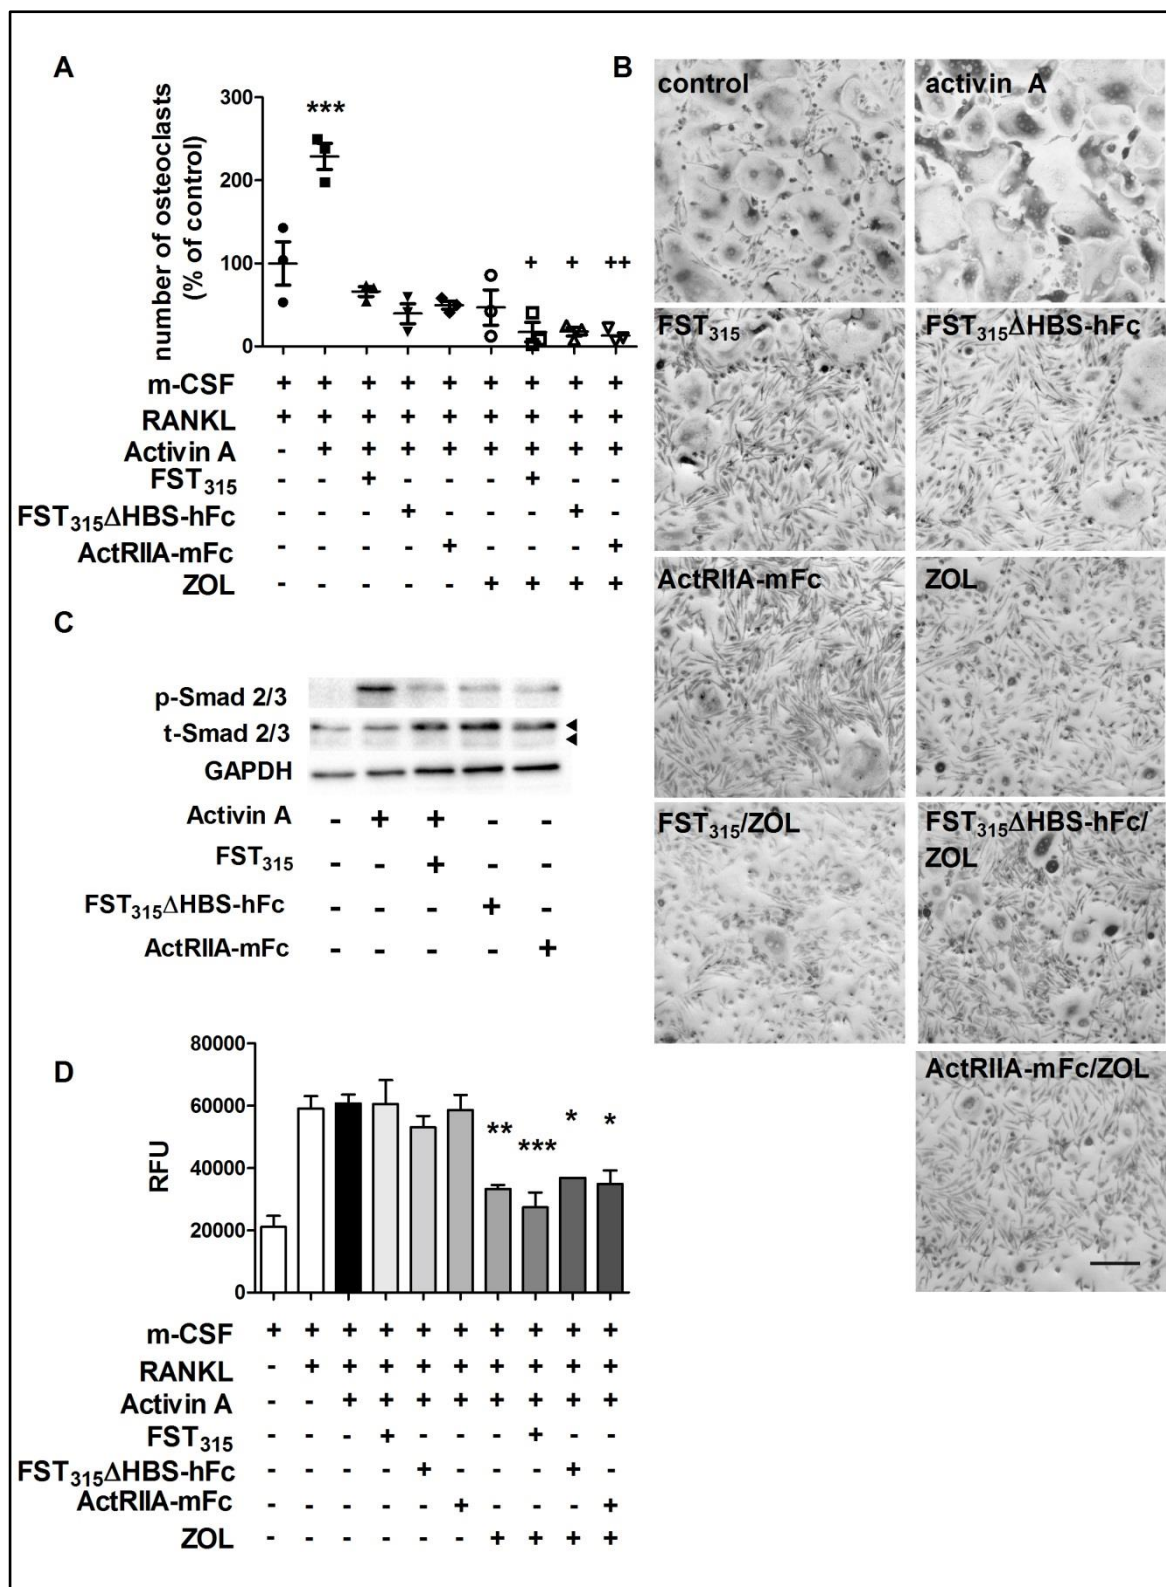 A
300
200
100
0
number of osteoclasts
(% of control)
***
+ + ++
m-CSF + + + + + + + + +
RANKL + + + + + + + + +
Activin A - + + + + + + + +
FST315 - - + - - - + - -
FST315ΔHBS-hFc - - - + - - - + -
ActRIIA-mFc - - - - + - - - +
ZOL - - - - - + + + +
B
control
activin A
FST315
FST315ΔHBS-hFc
ActRIIA-mFc
ZOL
FST315/ZOL
FST315ΔHBS-hFc/
ZOL
ActRIIA-mFc/ZOL
C
p-Smad 2/3
t-Smad 2/3
GAPDH
Activin A - + + - -
FST315 - - + - -
FST315ΔHBS-hFc - - - + -
ActRIIA-mFc - - - - +
D
80000
60000
40000
20000
0
RFU
** *** * *
m-CSF + + + + + + + + + +
RANKL - + + + + + + + + +
Activin A - - + + + + + + + +
FST315 - - - + - - - + - -
FST315ΔHBS-hFc - - - - + - - - + -
ActRIIA-mFc - - - - - + - - - +
ZOL - - - - - - + + + +